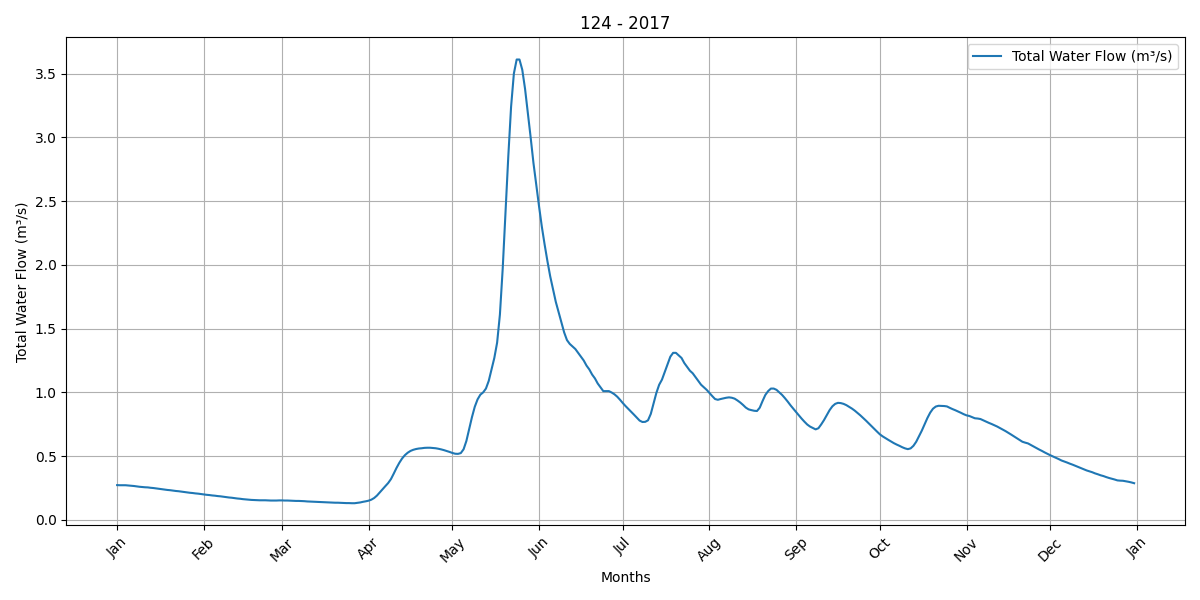 124 - 2017
Total Water Flow (m³/s)
Total Water Flow (m³/s)
3.5
3.0
2.5
2.0
1.5
1.0
0.5
0.0
Jan Feb Mar Apr May Jun Jul Aug Sep Oct Nov Dec Jan
Months